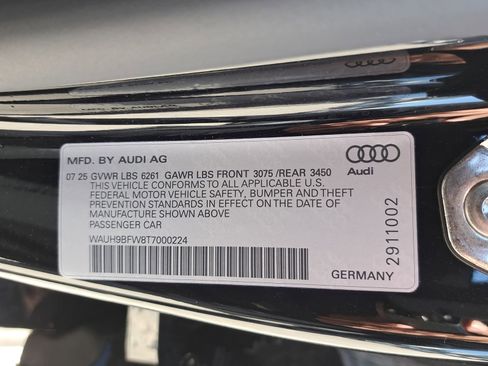 MFD. BY AUDI AG
07 25 GVWR LBS 6261 GAWR LBS FRONT 3075 /REAR 3450
THIS VEHICLE CONFORMS TO ALL APPLICABLE U.S.
FEDERAL MOTOR VEHICLE SAFETY, BUMPER AND THEFT
PREVENTION STANDARDS IN EFFECT ON THE DATE OF
MANUFACTURE SHOWN ABOVE
PASSENGER CAR
WAUH9BFW8T7000224
Audi
2911002
GERMANY